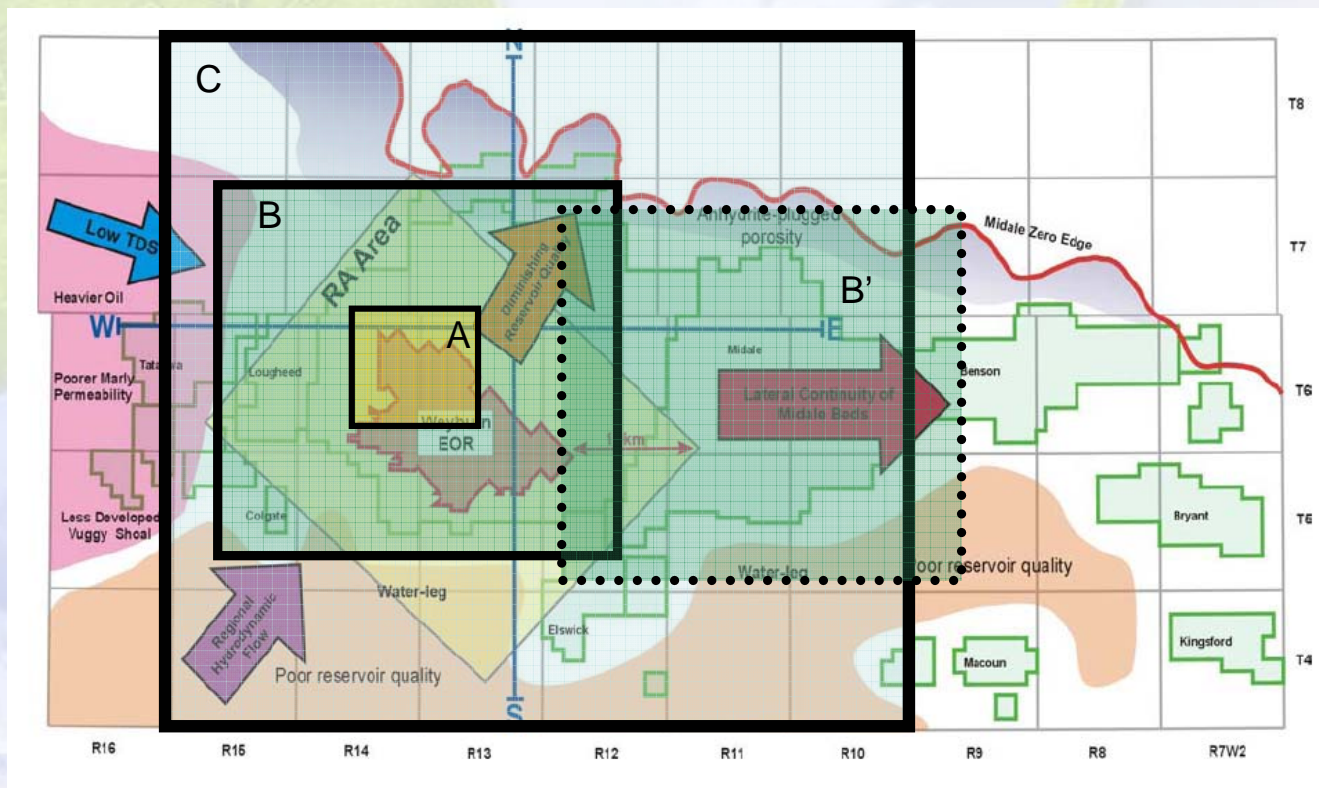 N
C
T8
B
RA Area
Anhydrite-plugged
porosity
Midale Zero Edge
Low TDS
T7
Diminishing
Reservoir Quality
B'
Heavier Oil
W
E
A
Midale
Tatagwa
Lougheed
Benson
Poorer Marly
Permeability
T6
Lateral Continuity of
Midale Beds
Weyburn
EOR
km
Less Developed
Vuggy Shoal
Colgate
Bryant
T5
Water-leg
Poor reservoir quality
Water-leg
Regional
Hydrodynamic
Flow
Elswick
Kingsford
Macoun
T4
Poor reservoir quality
S
R16
R15
R14
R13
R12
R11
R10
R9
R8
R7W2